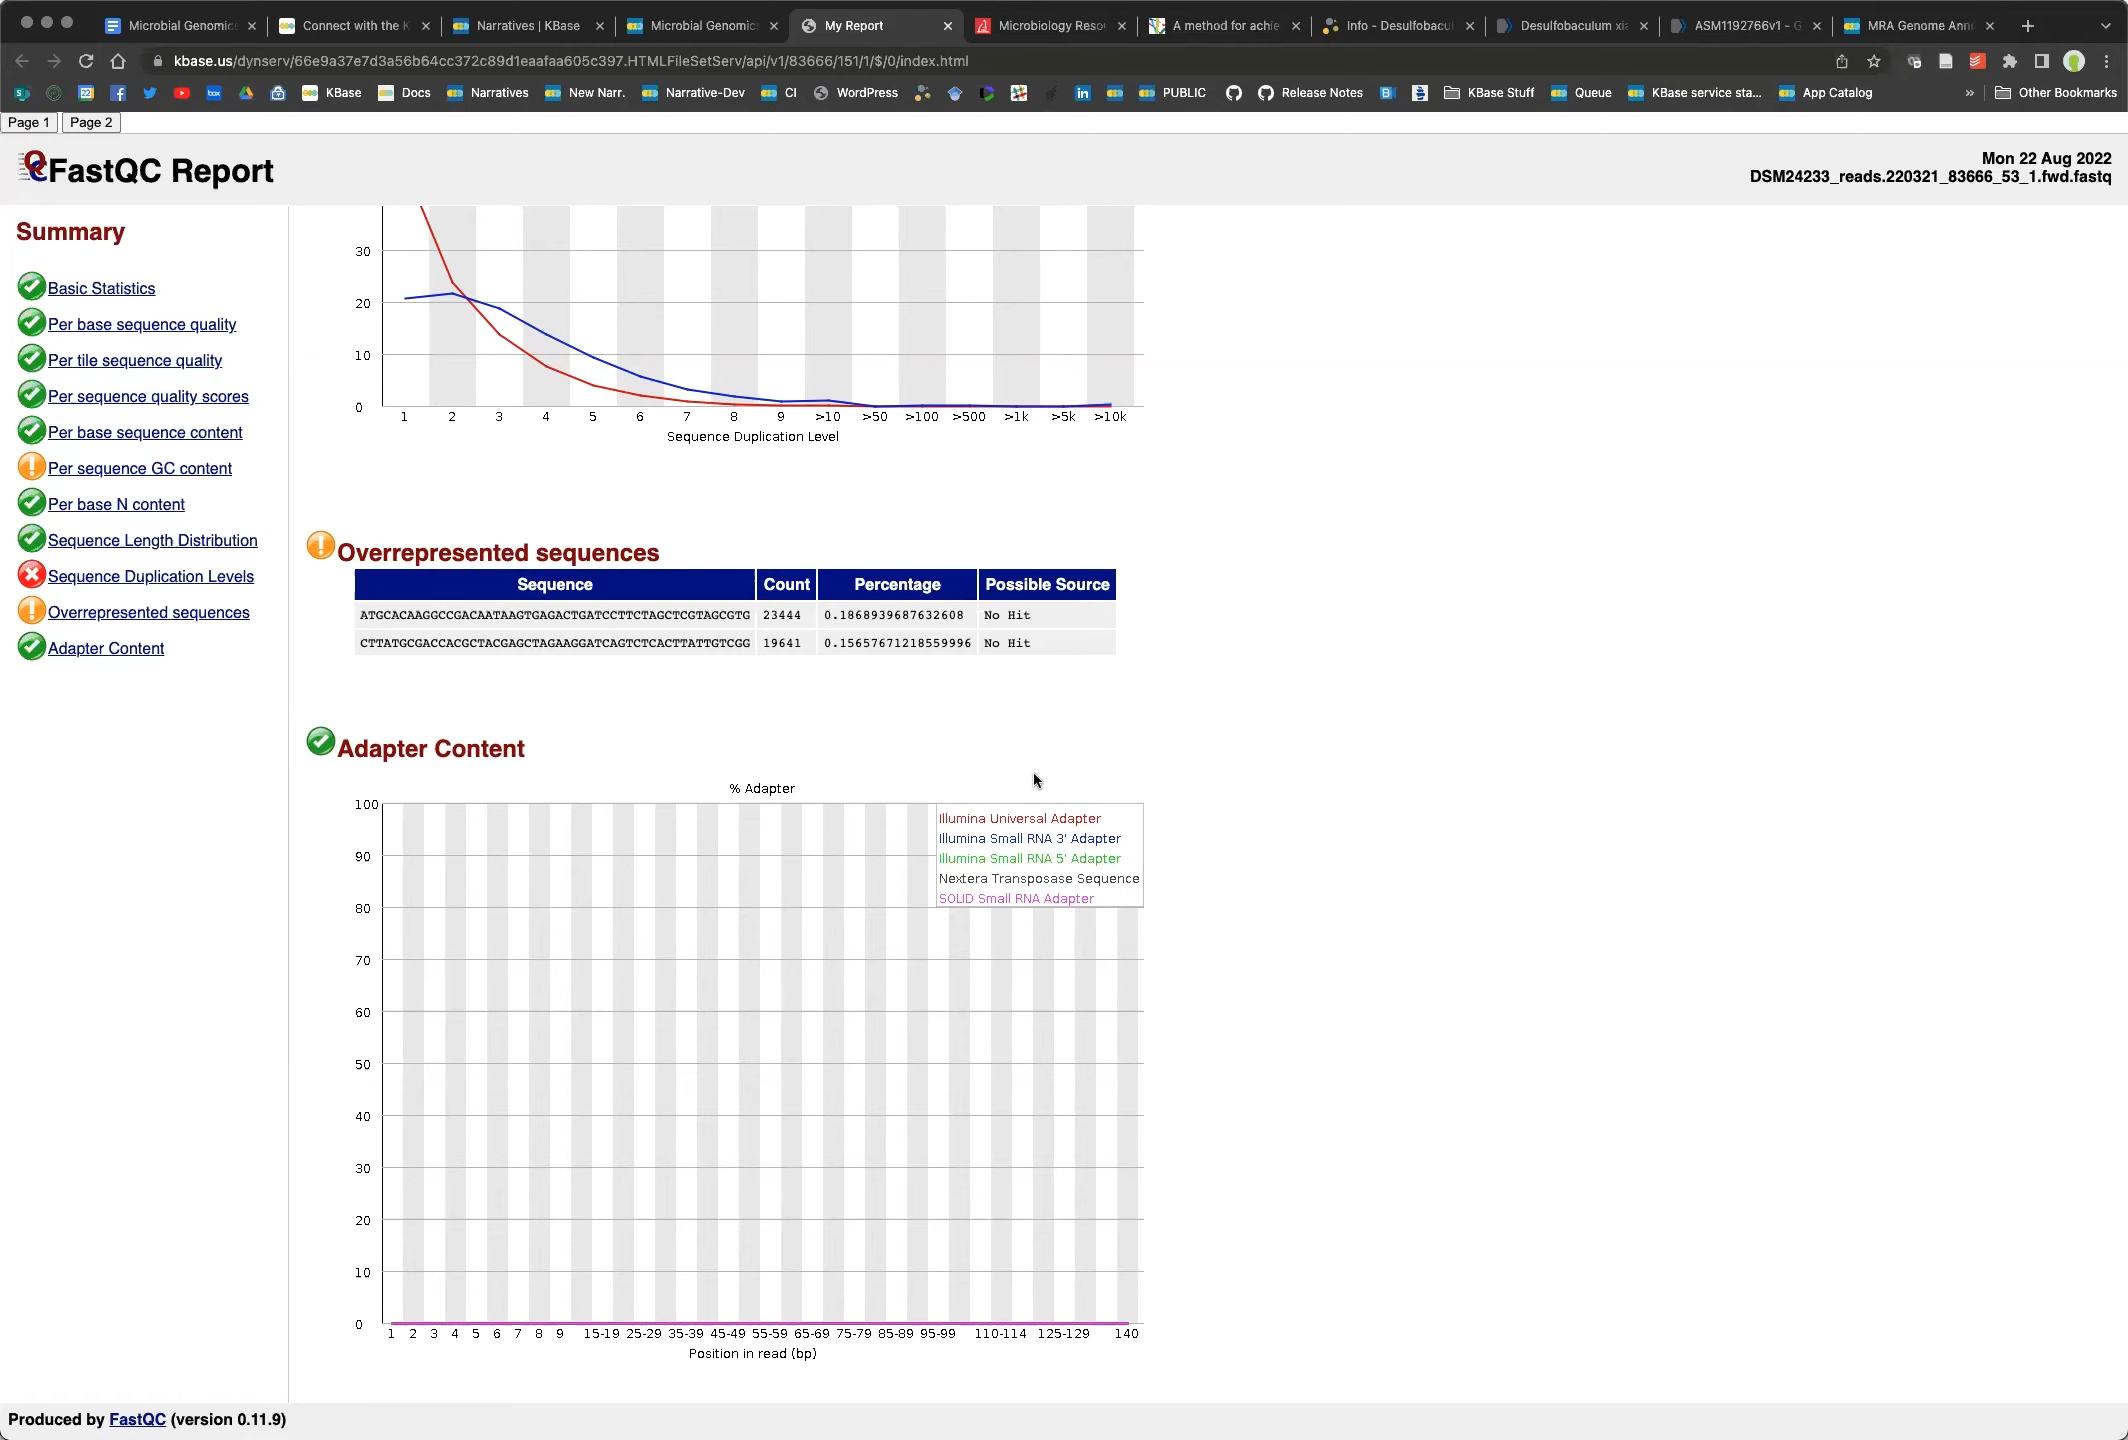 Microbial Genomic
Connect with the K
Narratives | KBase
Microbial Genomic
My Report
Microbiology Reso
A method for achie
Info - Desulfobacul
Desulfobaculum xia
ASM1192766v1 - G
MRA Genome Ann
kbase.us/dynserv/66e9a37e7d3a56b64cc372c89d1eaafaa605c397.HTMLFileSetServ/api/v1/83666/151/1/$/0/index.html
KBase Docs Narratives New Narr. Narrative-Dev CI WordPress PUBLIC Release Notes KBase Stuff Queue KBase service sta... App Catalog » Other Bookmarks
Page 1 Page 2
FastQC Report
Mon 22 Aug 2022
DSM24233_reads.220321_83666_53_1.fwd.fastq
Summary
Basic Statistics
Per base sequence quality
Per tile sequence quality
Per sequence quality scores
Per base sequence content
Per sequence GC content
Per base N content
Sequence Length Distribution
Sequence Duplication Levels
Overrepresented sequences
Adapter Content
30
20
10
0
1 2 3 4 5 6 7 8 9 >10 >50 >100 >500 >1k >5k >10k
Sequence Duplication Level
Overrepresented sequences
Sequence Count Percentage Possible Source
ATGCACAAGGCCGACAATAAGTGAGACTGATCCTTCTAGCTCGTAGCGTG 23444 0.1868939687632608 No Hit
CTTATGCGACCACGCTACGAGCTAGAAGGATCAGTCTCACTTATTGTCGG 19641 0.15657671218559996 No Hit
Adapter Content
% Adapter
Illumina Universal Adapter
Illumina Small RNA 3' Adapter
Illumina Small RNA 5' Adapter
Nextera Transposase Sequence
SOLID Small RNA Adapter
100
90
80
70
60
50
40
30
20
10
0
1 2 3 4 5 6 7 8 9 15-19 25-29 35-39 45-49 55-59 65-69 75-79 85-89 95-99 110-114 125-129 140
Position in read (bp)
Produced by FastQC (version 0.11.9)